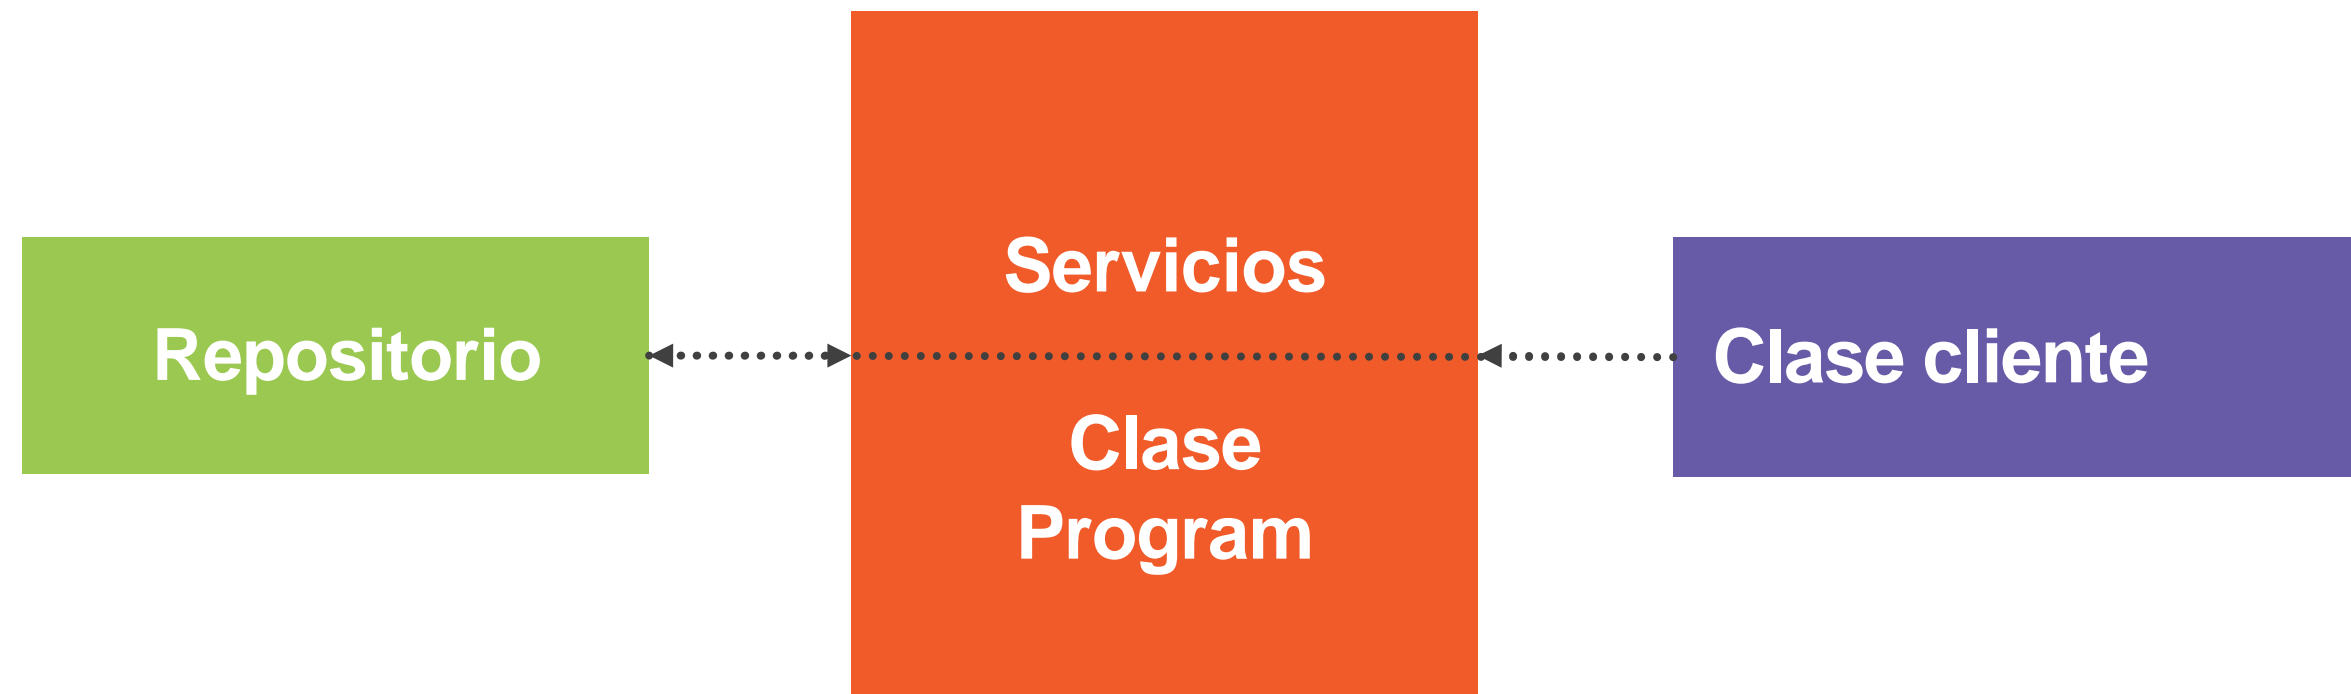 Repositorio
Servicios
Clase
Program
Clase cliente